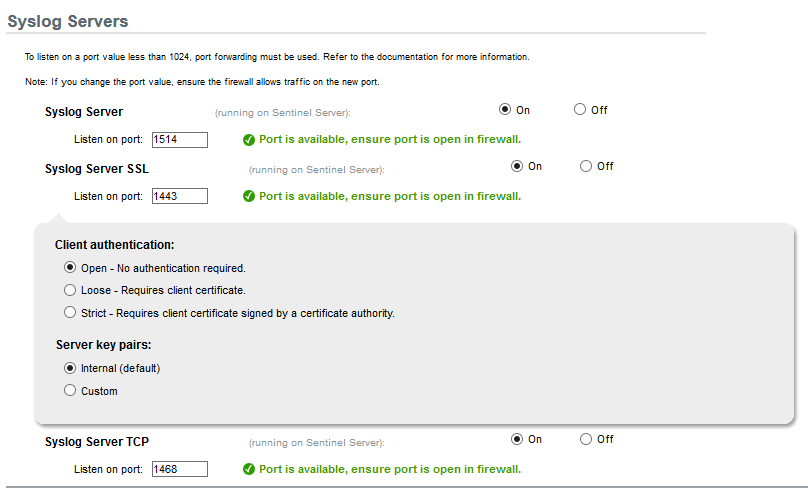 Syslog Servers
To listen on a port value less than 1024, port forwarding must be used. Refer to the documentation for more information.
Note: If you change the port value, ensure the firewall allows traffic on the new port.
Syslog Server (running on Sentinel Server): On Off
Listen on port: 1514 Port is available, ensure port is open in firewall.
Syslog Server SSL (running on Sentinel Server): On Off
Listen on port: 1443 Port is available, ensure port is open in firewall.
Client authentication:
Open - No authentication required.
Loose - Requires client certificate.
Strict - Requires client certificate signed by a certificate authority.
Server key pairs:
Internal (default)
Custom
Syslog Server TCP (running on Sentinel Server): On Off
Listen on port: 1468 Port is available, ensure port is open in firewall.